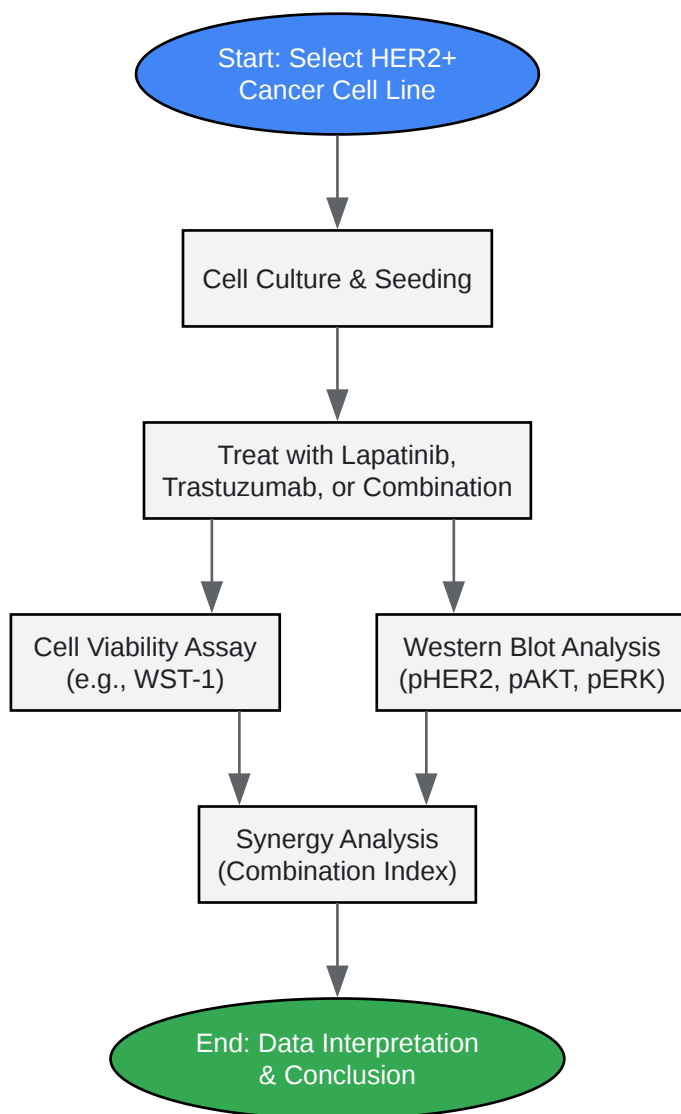 Start: Select HER2+
Cancer Cell Line
Cell Culture & Seeding
Treat with Lapatinib,
Trastuzumab, or Combination
Cell Viability Assay
(e.g., WST-1)
Western Blot Analysis
(pHER2, pAKT, pERK)
Synergy Analysis
(Combination Index)
End: Data Interpretation
& Conclusion